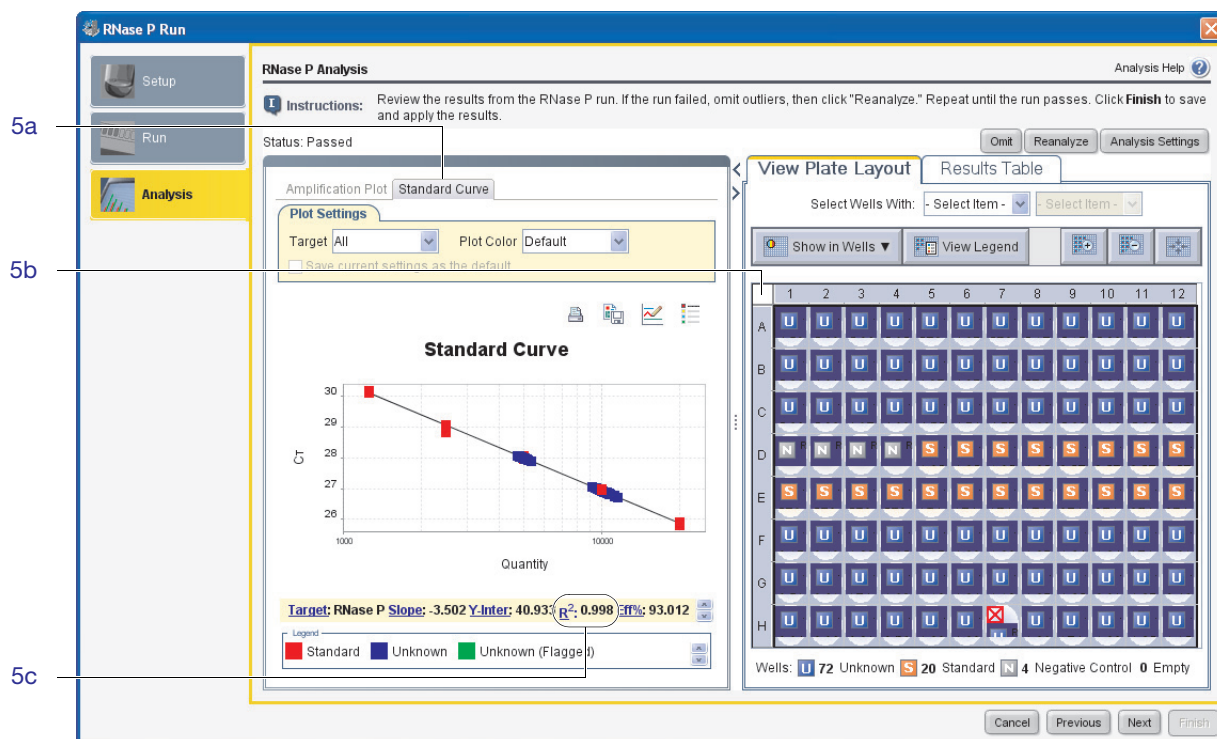 RNase P Run
Setup
Run
Analysis
5a
5b
5c
RNase P Analysis
Analysis Help
Instructions: Review the results from the RNase P run. If the run failed, omit outliers, then click "Reanalyze." Repeat until the run passes. Click Finish to save
and apply the results.
Status: Passed
Omit Reanalyze Analysis Settings
Amplification Plot Standard Curve
Plot Settings
Target All Plot Color Default
Save current settings as the default
Standard Curve
30
29
28
27
26
CT
1000 10000
Quantity
Target: RNase P Slope: -3.502 Y-Inter: 40.933 R2: 0.998 Eff%: 93.012
Legend
Standard Unknown Unknown (Flagged)
View Plate Layout Results Table
Select Wells With: - Select Item - - Select Item -
Show in Wells ▼ View Legend
1 2 3 4 5 6 7 8 9 10 11 12
A U U U U U U U U U U U U
B U U U U U U U U U U U U
C U U U U U U U U U U U U
D N N N N S S S S S S S S
E S S S S S S S S S S S S
F U U U U U U U U U U U U
G U U U U U U U U U U U U
H U U U U U U U U U U U U
Wells: U 72 Unknown S 20 Standard N 4 Negative Control 0 Empty
Cancel Previous Next Finish